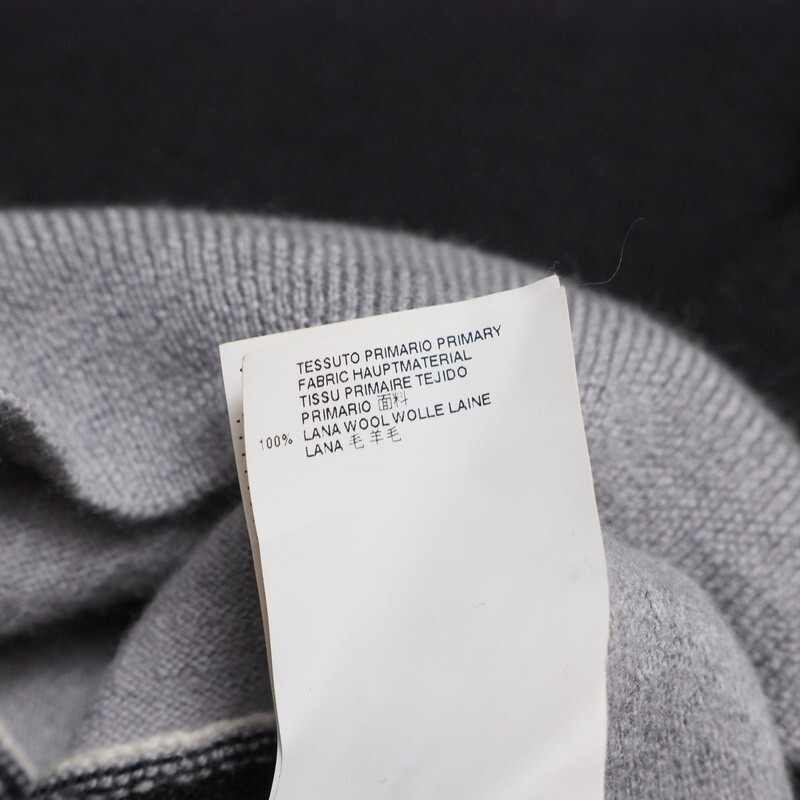 TESSUTO PRIMARIO PRIMARY
FABRIC HAUPTMATERIAL
TISSU PRIMAIRE TEJIDO
PRIMARIO 面料
100% LANA WOOL WOLLE LAINE
LANA 毛 羊毛